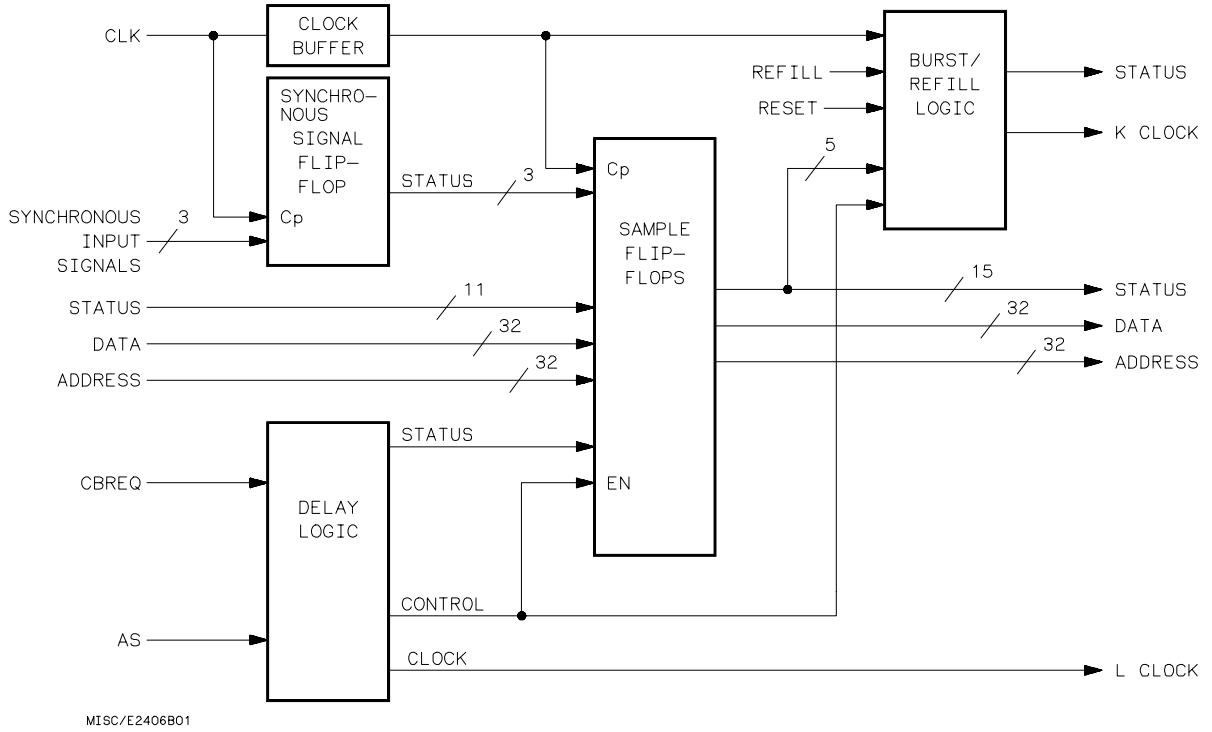 CLK
CLOCK
BUFFER
SYNCHRO-
NOUS
SIGNAL
FLIP-
FLOP
Cp
SYNCHRONOUS
INPUT
SIGNALS
3
STATUS
3
STATUS
11
DATA
32
ADDRESS
32
Cp
SAMPLE
FLIP-
FLOPS
EN
REFILL
RESET
5
BURST/
REFILL
LOGIC
STATUS
K CLOCK
15
STATUS
32
DATA
32
ADDRESS
CBREQ
AS
DELAY
LOGIC
STATUS
CONTROL
CLOCK
L CLOCK
MISC/E2406B01